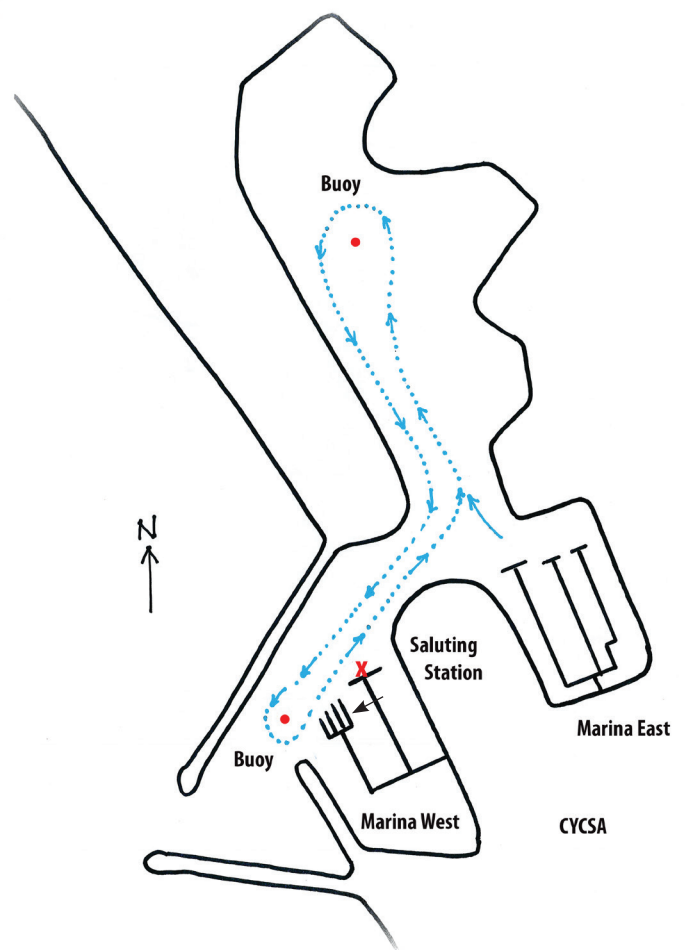 Buoy
N
Saluting
Station
X
Marina East
Buoy
Marina West
CYCSA